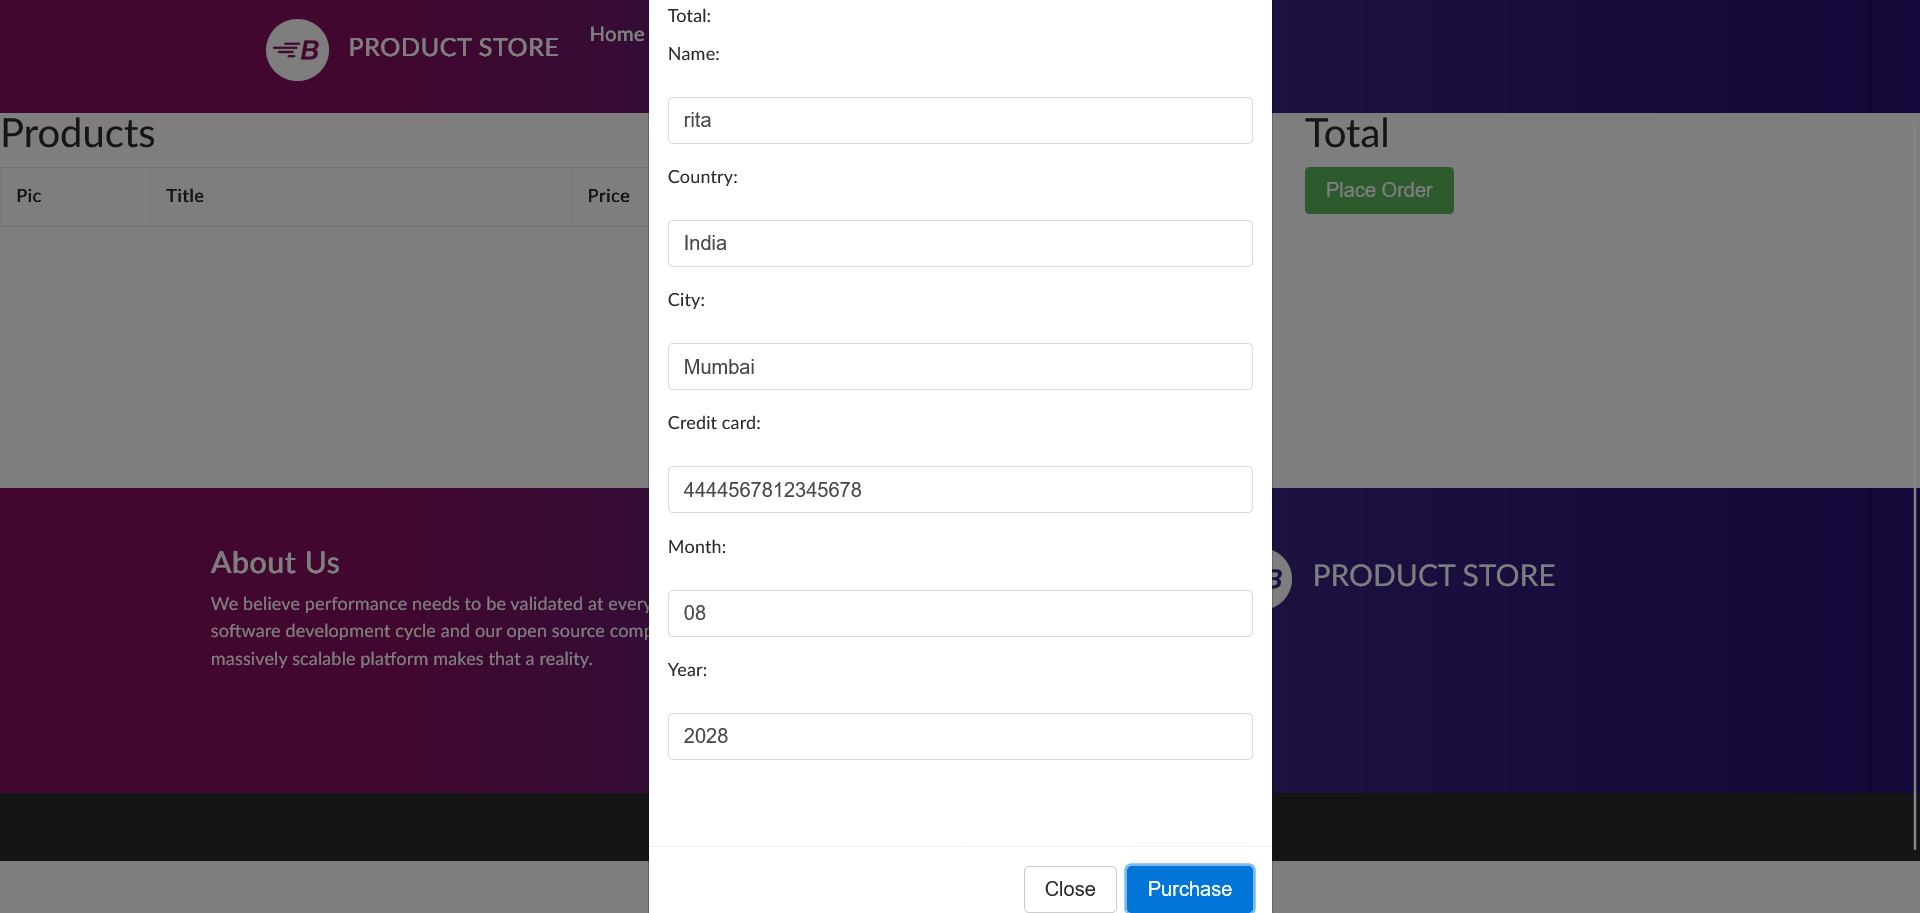 B PRODUCT STORE Home
Products
Pic Title Price
Total:
Name:
rita
Country:
India
City:
Mumbai
Credit card:
4444567812345678
Month:
08
Year:
2028
Close Purchase
Total
Place Order
About Us
We believe performance needs to be validated at every
software development cycle and our open source comp
massively scalable platform makes that a reality.
B PRODUCT STORE